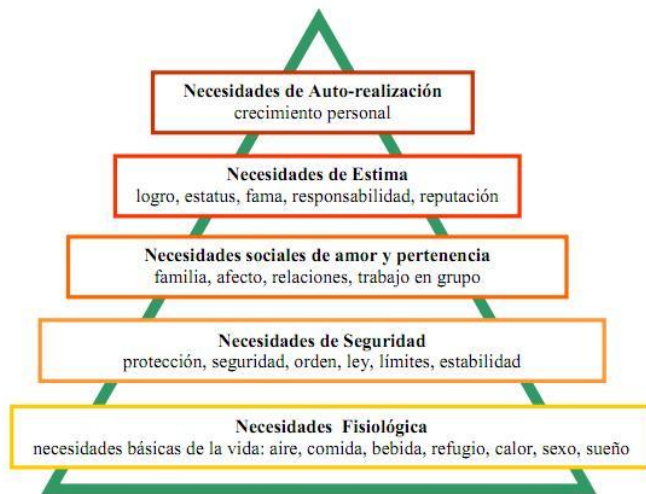 Necesidades de Auto-realización
crecimiento personal
Necesidades de Estima
logro, estatus, fama, responsabilidad, reputación
Necesidades sociales de amor y pertenencia
familia, afecto, relaciones, trabajo en grupo
Necesidades de Seguridad
protección, seguridad, orden, ley, límites, estabilidad
Necesidades Fisiológica
necesidades básicas de la vida: aire, comida, bebida, refugio, calor, sexo, sueño